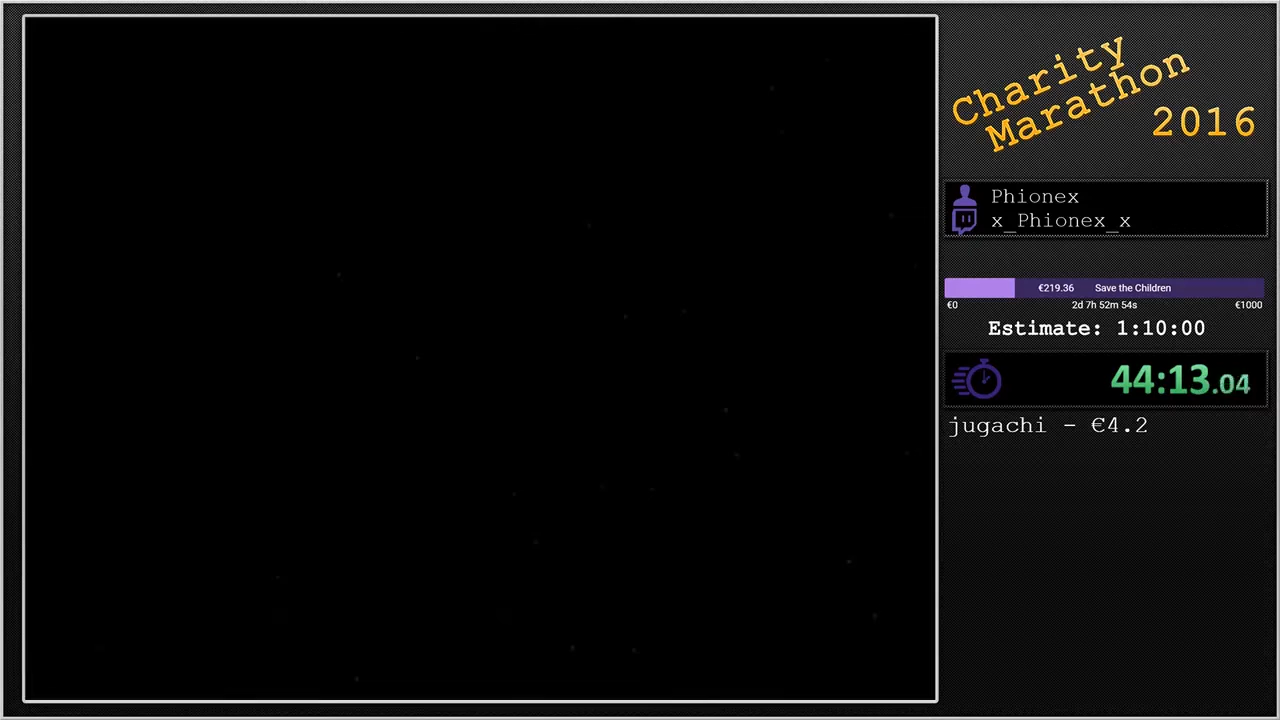 Charity
Marathon
2016
Phionex
x_Phionex_x
€219.36 Save the Children
€0 2d 7h 52m 54s €1000
Estimate: 1:10:00
44:13.04
jugachi - €4.2